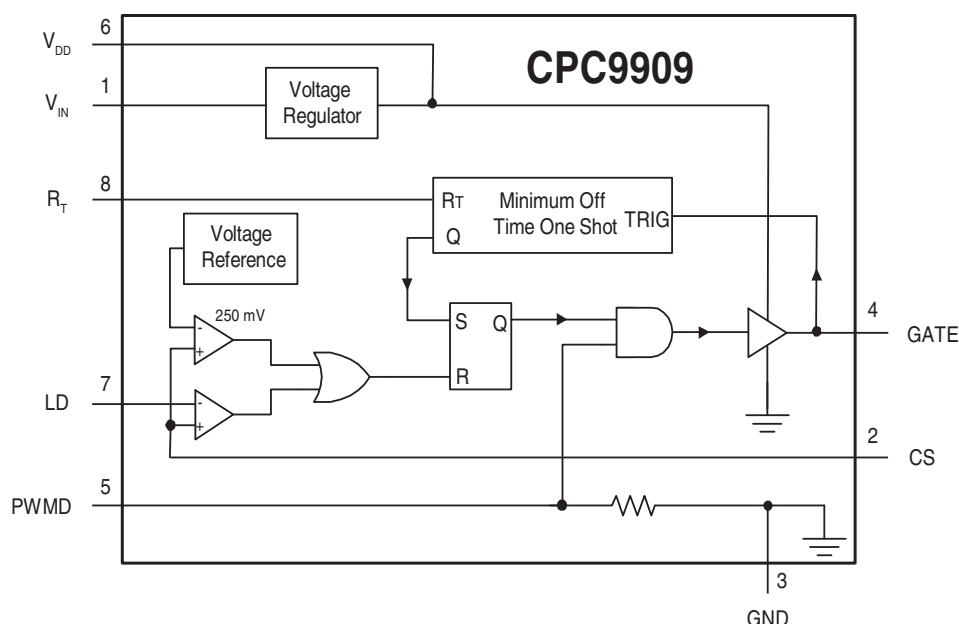 CPC9909
6
V_DD
1
V_IN
Voltage
Regulator
8
R_T
RT
Minimum Off
Time One Shot
TRIG
Q
Voltage
Reference
250 mV
-
+
S
Q
R
4
GATE
7
LD
-
+
2
CS
5
PWMD
3
GND